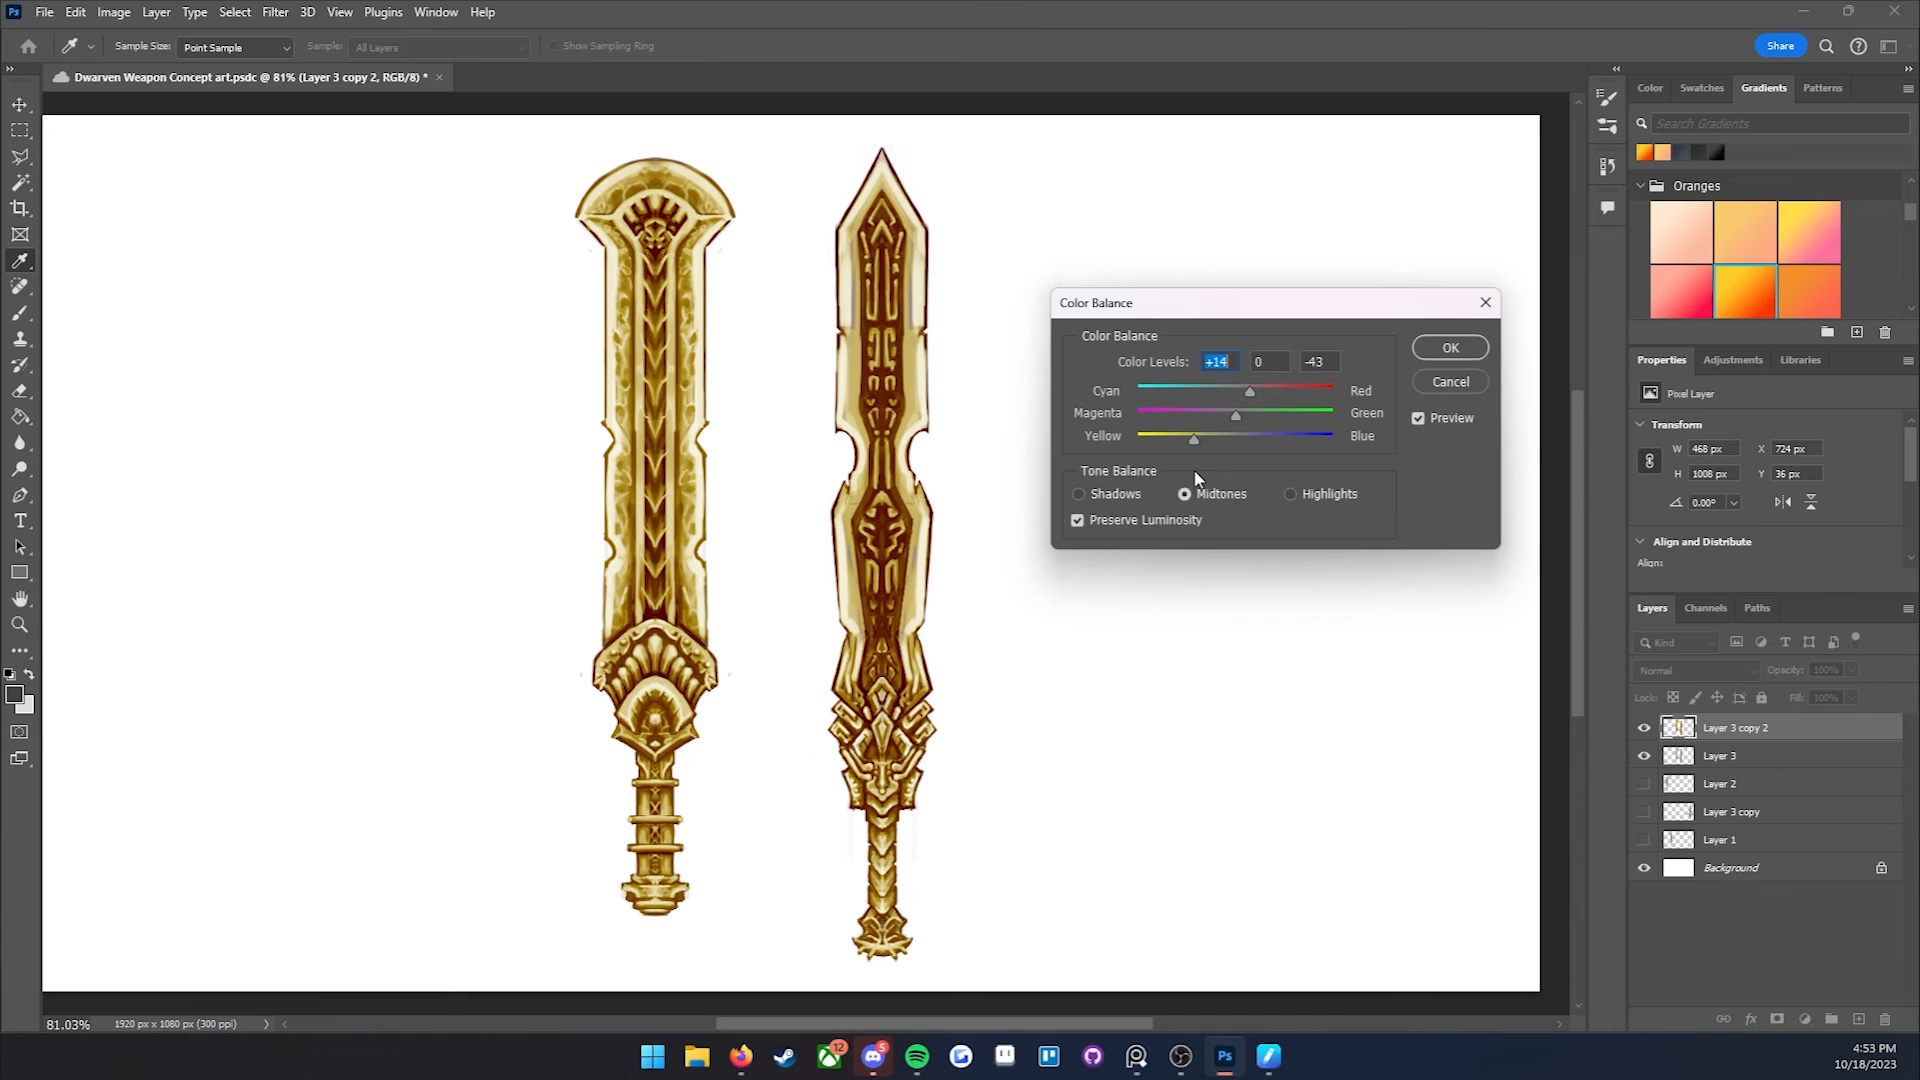 Ps File Edit Image Layer Type Select Filter 3D View Plugins Window Help
Sample Size: Point Sample Sample: All Layers Show Sampling Ring Share
Dwarven Weapon Concept art.psdc @ 81% (Layer 3 copy 2, RGB/8) *
Color Swatches Gradients Patterns
Search Gradients
Oranges
Color Balance
Color Balance
Color Levels: +14 0 -43
Cyan Red
Magenta Green
Yellow Blue
Tone Balance
Shadows Midtones Highlights
Preserve Luminosity
OK
Cancel
Preview
Properties Adjustments Libraries
Pixel Layer
Transform
W 468 px X 724 px
H 1008 px Y 36 px
0.00°
Align and Distribute
Align:
Layers Channels Paths
Kind
Normal Opacity: 100%
Lock: Fill: 100%
Layer 3 copy 2
Layer 3
Layer 2
Layer 3 copy
Layer 1
Background
fx
81.03% 1920 px x 1080 px (300 ppi)
12
5
Ps
4:53 PM
10/18/2023